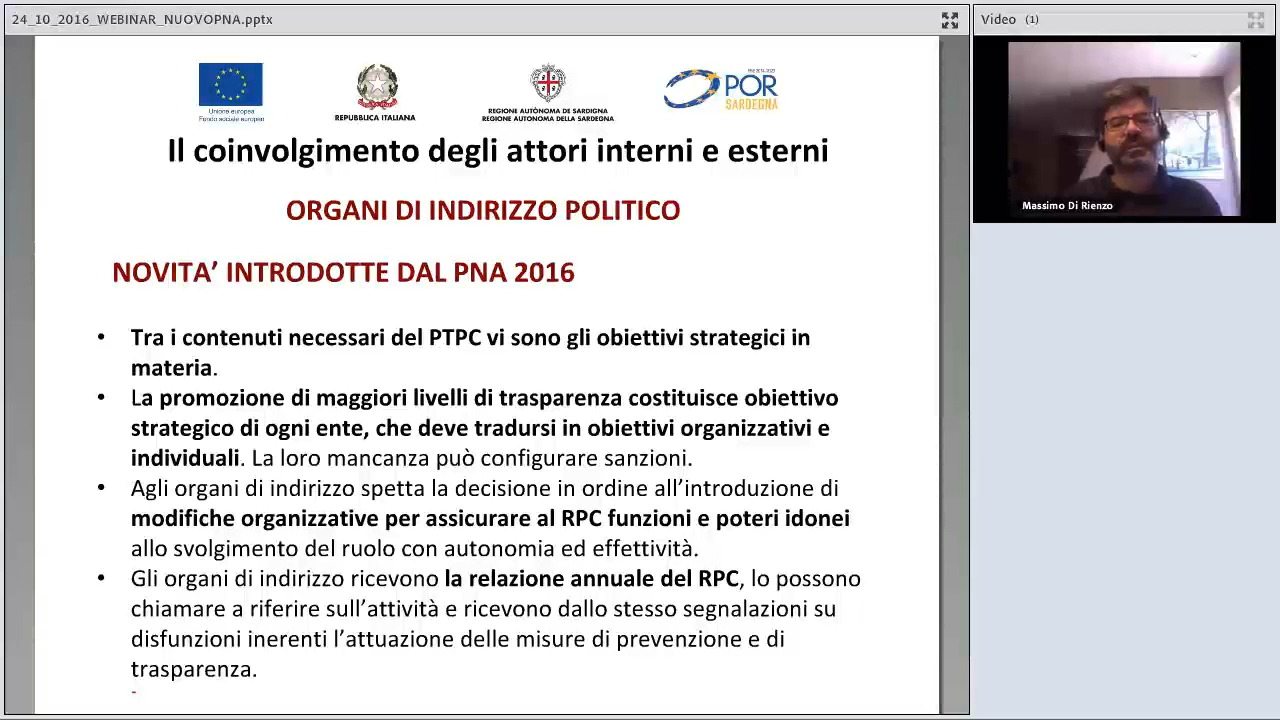 24_10_2016_WEBINAR_NUOVOPNA.pptx
Video (1)
Unione europea
Fondo sociale europeo
REPUBBLICA ITALIANA
REGIONE AUTÒNOMA DE SARDIGNA
REGIONE AUTONOMA DELLA SARDEGNA
POR
SARDEGNA
Massimo Di Rienzo
Il coinvolgimento degli attori interni e esterni
ORGANI DI INDIRIZZO POLITICO
NOVITA’ INTRODOTTE DAL PNA 2016
• Tra i contenuti necessari del PTPC vi sono gli obiettivi strategici in
materia.
• La promozione di maggiori livelli di trasparenza costituisce obiettivo
strategico di ogni ente, che deve tradursi in obiettivi organizzativi e
individuali. La loro mancanza può configurare sanzioni.
• Agli organi di indirizzo spetta la decisione in ordine all’introduzione di
modifiche organizzative per assicurare al RPC funzioni e poteri idonei
allo svolgimento del ruolo con autonomia ed effettività.
• Gli organi di indirizzo ricevono la relazione annuale del RPC, lo possono
chiamare a riferire sull’attività e ricevono dallo stesso segnalazioni su
disfunzioni inerenti l’attuazione delle misure di prevenzione e di
trasparenza.